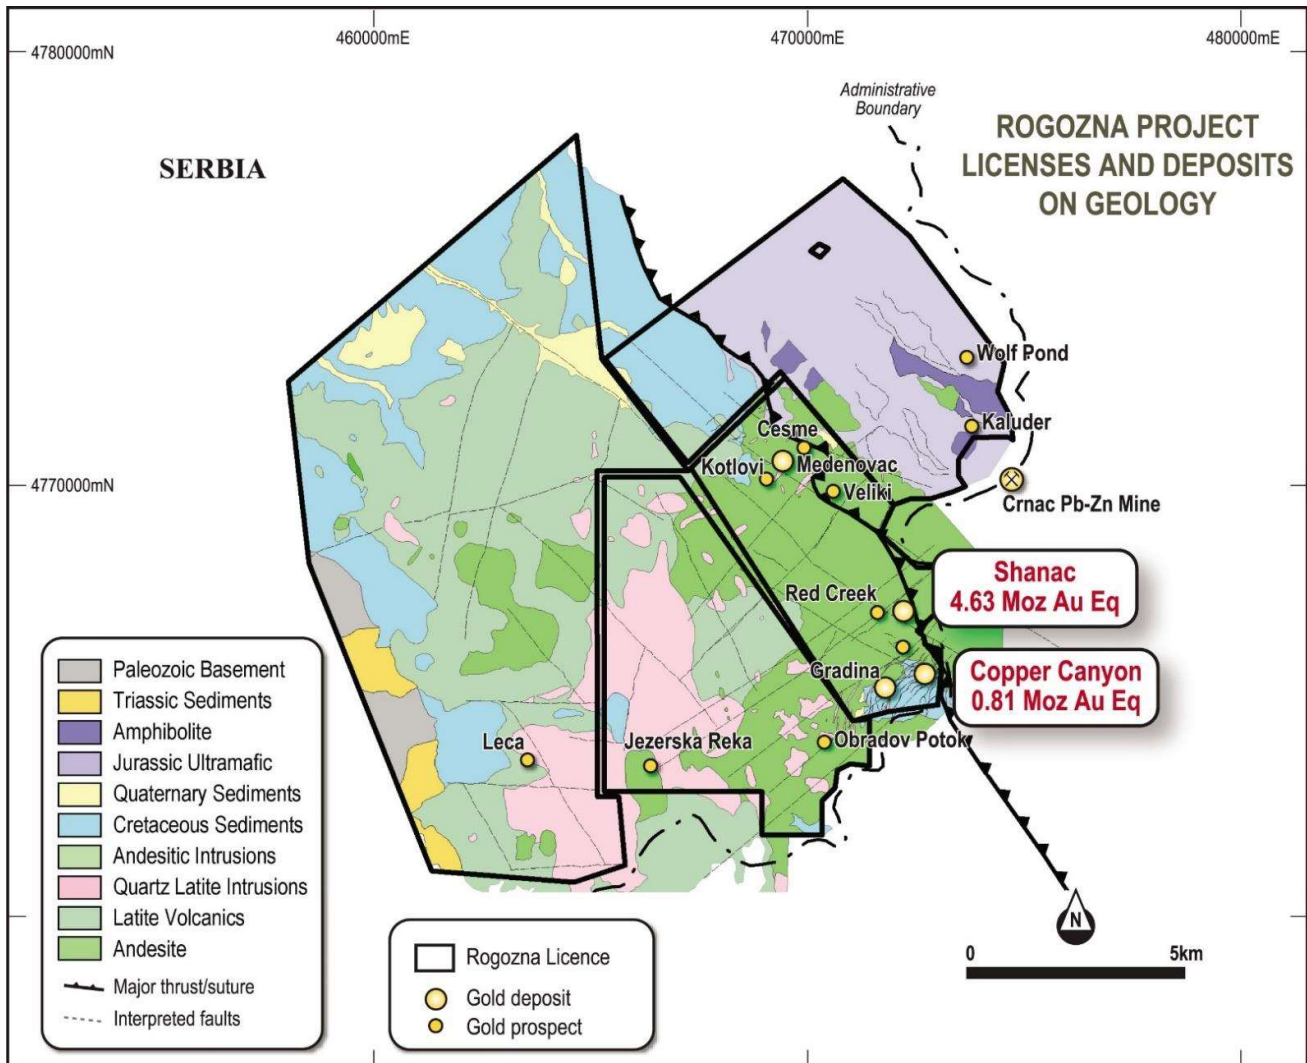 460000mE
470000mE
480000mE
4780000mN
Administrative
Boundary
ROGOZNA PROJECT
LICENSES AND DEPOSITS
ON GEOLOGY
SERBIA
Wolf Pond
Kaluder
Cesme
Kotlovi
Medenovac
4770000mN
Veliki
Crnac Pb-Zn Mine
Shanac
4.63 Moz Au Eq
Red Creek
Gradina
Copper Canyon
0.81 Moz Au Eq
Leca
Jezerska Reka
Obradov Potok
Paleozoic Basement
Triassic Sediments
Amphibolite
Jurassic Ultramafic
Quaternary Sediments
Cretaceous Sediments
Andesitic Intrusions
Quartz Latite Intrusions
Latite Volcanics
Andesite
Major thrust/suture
Interpreted faults
Rogozna Licence
Gold deposit
Gold prospect
N
0
5km